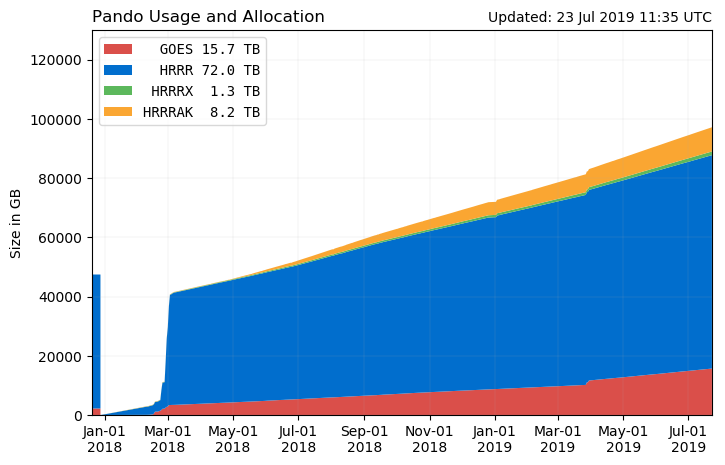 Pando Usage and Allocation
Updated: 23 Jul 2019 11:35 UTC
GOES 15.7 TB
HRRR 72.0 TB
HRRRX 1.3 TB
HRRRAK 8.2 TB
Size in GB
120000
100000
80000
60000
40000
20000
0
Jan-01 Mar-01 May-01 Jul-01 Sep-01 Nov-01 Jan-01 Mar-01 May-01 Jul-01
2018 2018 2018 2018 2018 2018 2019 2019 2019 2019